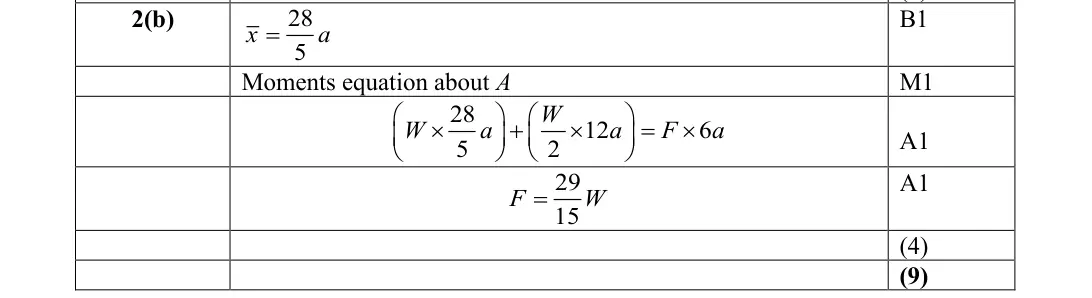 2(b) x̄ = 28/5 a B1
Moments equation about A M1
(W × 28/5 a) + (W/2 × 12a) = F × 6a A1
F = 29/15 W A1
(4)
(9)